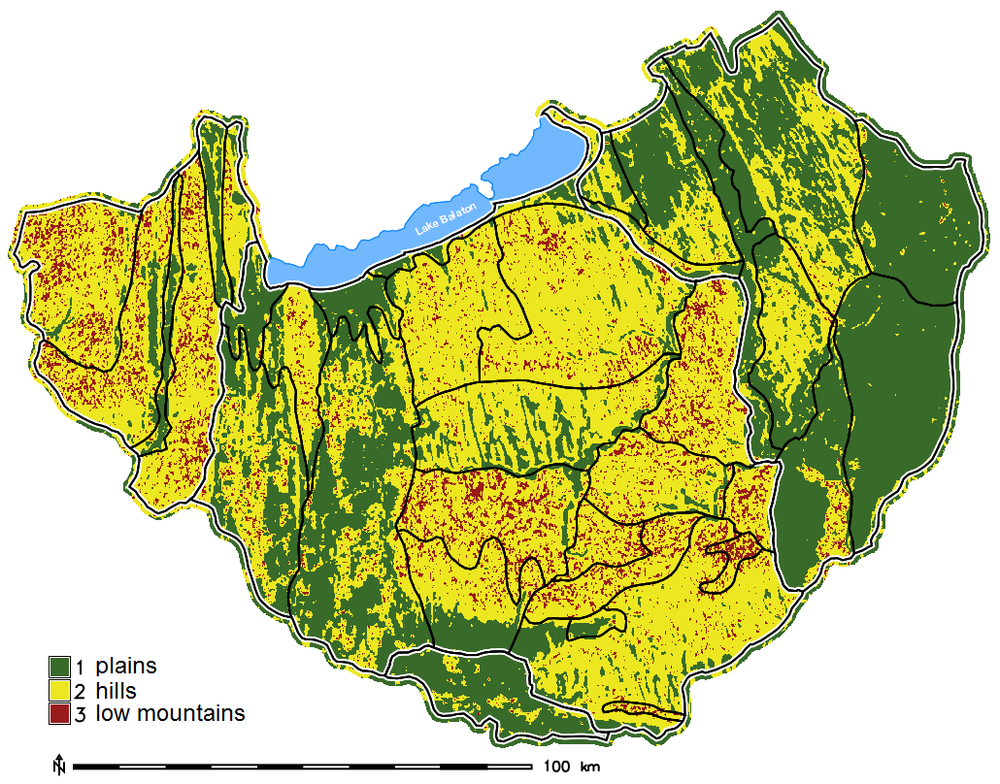 Lake Balaton
1 plains
2 hills
3 low mountains
N 100 km